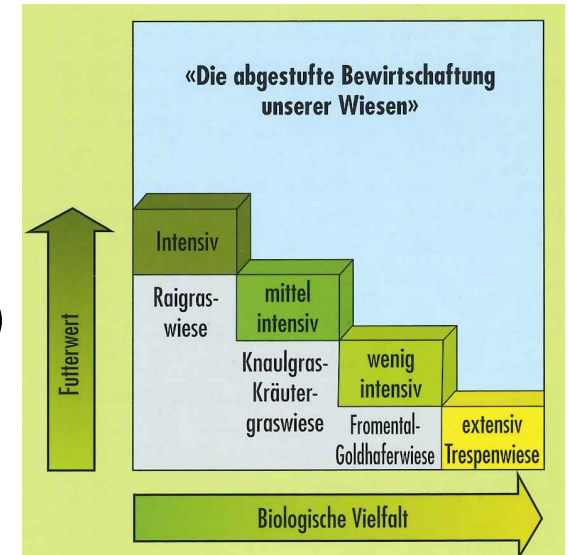 «Die abgestufte Bewirtschaftung
unserer Wiesen»
Intensiv
Raigras-
wiese
mittel
intensiv
Knaulgras-
Kräuter-
graswiese
wenig
intensiv
Fromental-
Goldhaferwiese
extensiv
Trespenwiese
Futterwert
Biologische Vielfalt